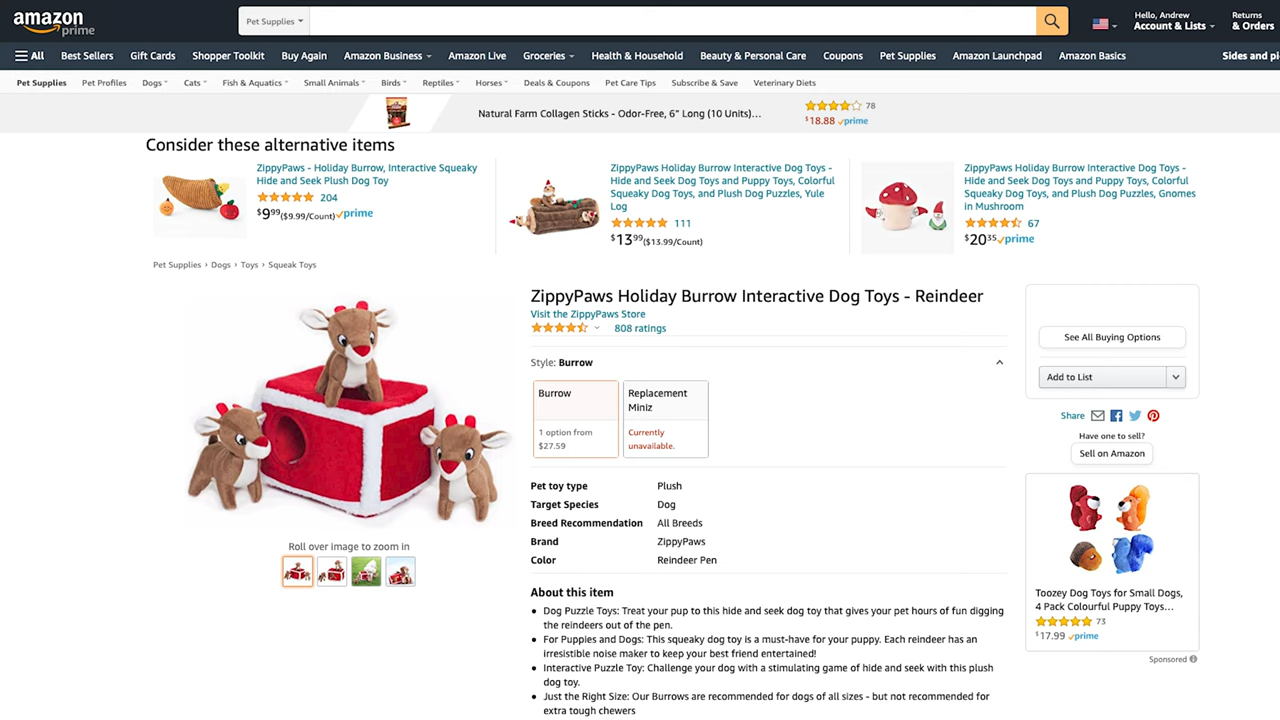 amazon
prime
Pet Supplies
Hello, Andrew
Account & Lists
Returns
& Orders
All
Best Sellers
Gift Cards
Shopper Toolkit
Buy Again
Amazon Business
Amazon Live
Groceries
Health & Household
Beauty & Personal Care
Coupons
Pet Supplies
Amazon Launchpad
Amazon Basics
Sides and pi
Pet Supplies
Pet Profiles
Dogs
Cats
Fish & Aquatics
Small Animals
Birds
Reptiles
Horses
Deals & Coupons
Pet Care Tips
Subscribe & Save
Veterinary Diets
Natural Farm Collagen Sticks - Odor-Free, 6" Long (10 Units)...
78
$18.88 prime
Consider these alternative items
ZippyPaws - Holiday Burrow, Interactive Squeaky
Hide and Seek Plush Dog Toy
204
$9⁹⁹($9.99/Count) prime
ZippyPaws Holiday Burrow Interactive Dog Toys -
Hide and Seek Dog Toys and Puppy Toys, Colorful
Squeaky Dog Toys, and Plush Dog Puzzles, Yule
Log
111
$13⁹⁹($13.99/Count)
ZippyPaws Holiday Burrow Interactive Dog Toys -
Hide and Seek Dog Toys and Puppy Toys, Colorful
Squeaky Dog Toys, and Plush Dog Puzzles, Gnomes
in Mushroom
67
$20³⁵ prime
Pet Supplies › Dogs › Toys › Squeak Toys
ZippyPaws Holiday Burrow Interactive Dog Toys - Reindeer
Visit the ZippyPaws Store
808 ratings
Style: Burrow
Burrow
1 option from
$27.59
Replacement
Miniz
Currently
unavailable.
Pet toy type Plush
Target Species Dog
Breed Recommendation All Breeds
Brand ZippyPaws
Color Reindeer Pen
About this item
• Dog Puzzle Toys: Treat your pup to this hide and seek dog toy that gives your pet hours of fun digging
the reindeers out of the pen.
• For Puppies and Dogs: This squeaky dog toy is a must-have for your puppy. Each reindeer has an
irresistible noise maker to keep your best friend entertained!
• Interactive Puzzle Toy: Challenge your dog with a stimulating game of hide and seek with this plush
dog toy.
• Just the Right Size: Our Burrows are recommended for dogs of all sizes - but not recommended for
extra tough chewers
Roll over image to zoom in
See All Buying Options
Add to List
Share
Have one to sell?
Sell on Amazon
Toozey Dog Toys for Small Dogs,
4 Pack Colourful Puppy Toys...
73
$17.99 prime
Sponsored